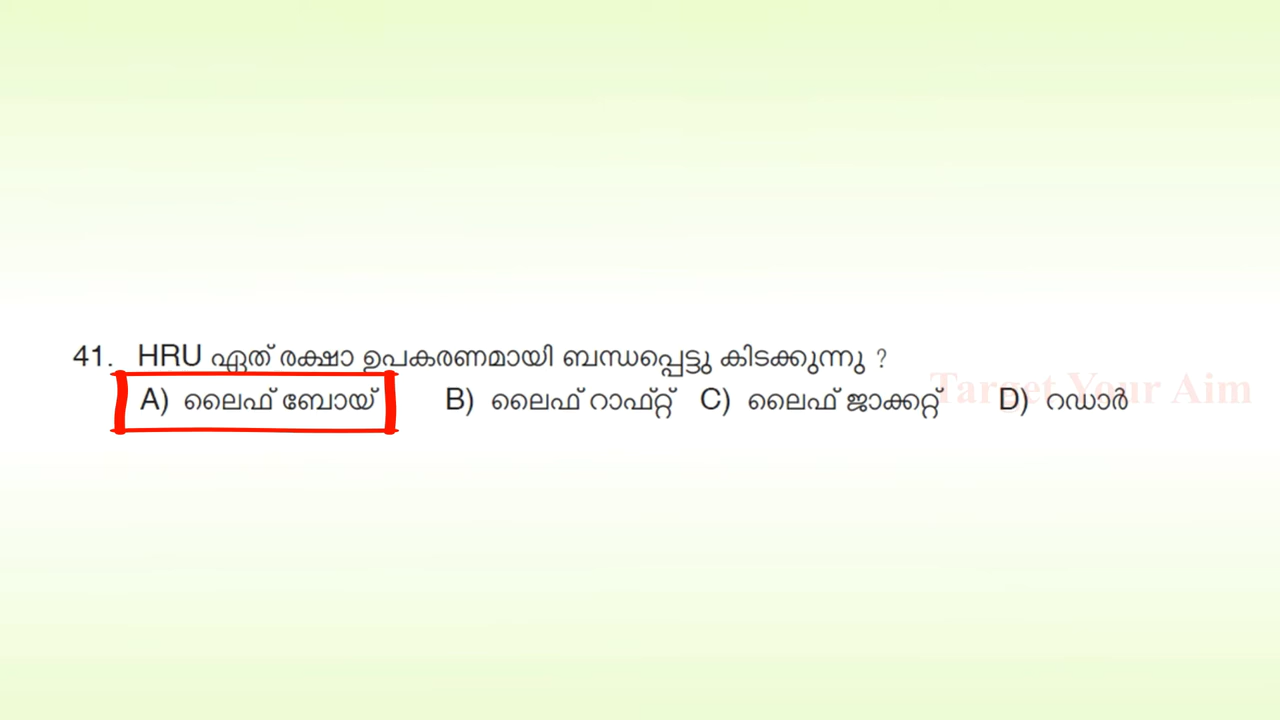 41. HRU ഏത് രക്ഷാ ഉപകരണമായി ബന്ധപ്പെട്ടു കിടക്കുന്നു ?
A) ലൈഫ് ബോയ് B) ലൈഫ് റാഫ്റ്റ് C) ലൈഫ് ജാക്കറ്റ് D) റഡാർ
Target Your Aim